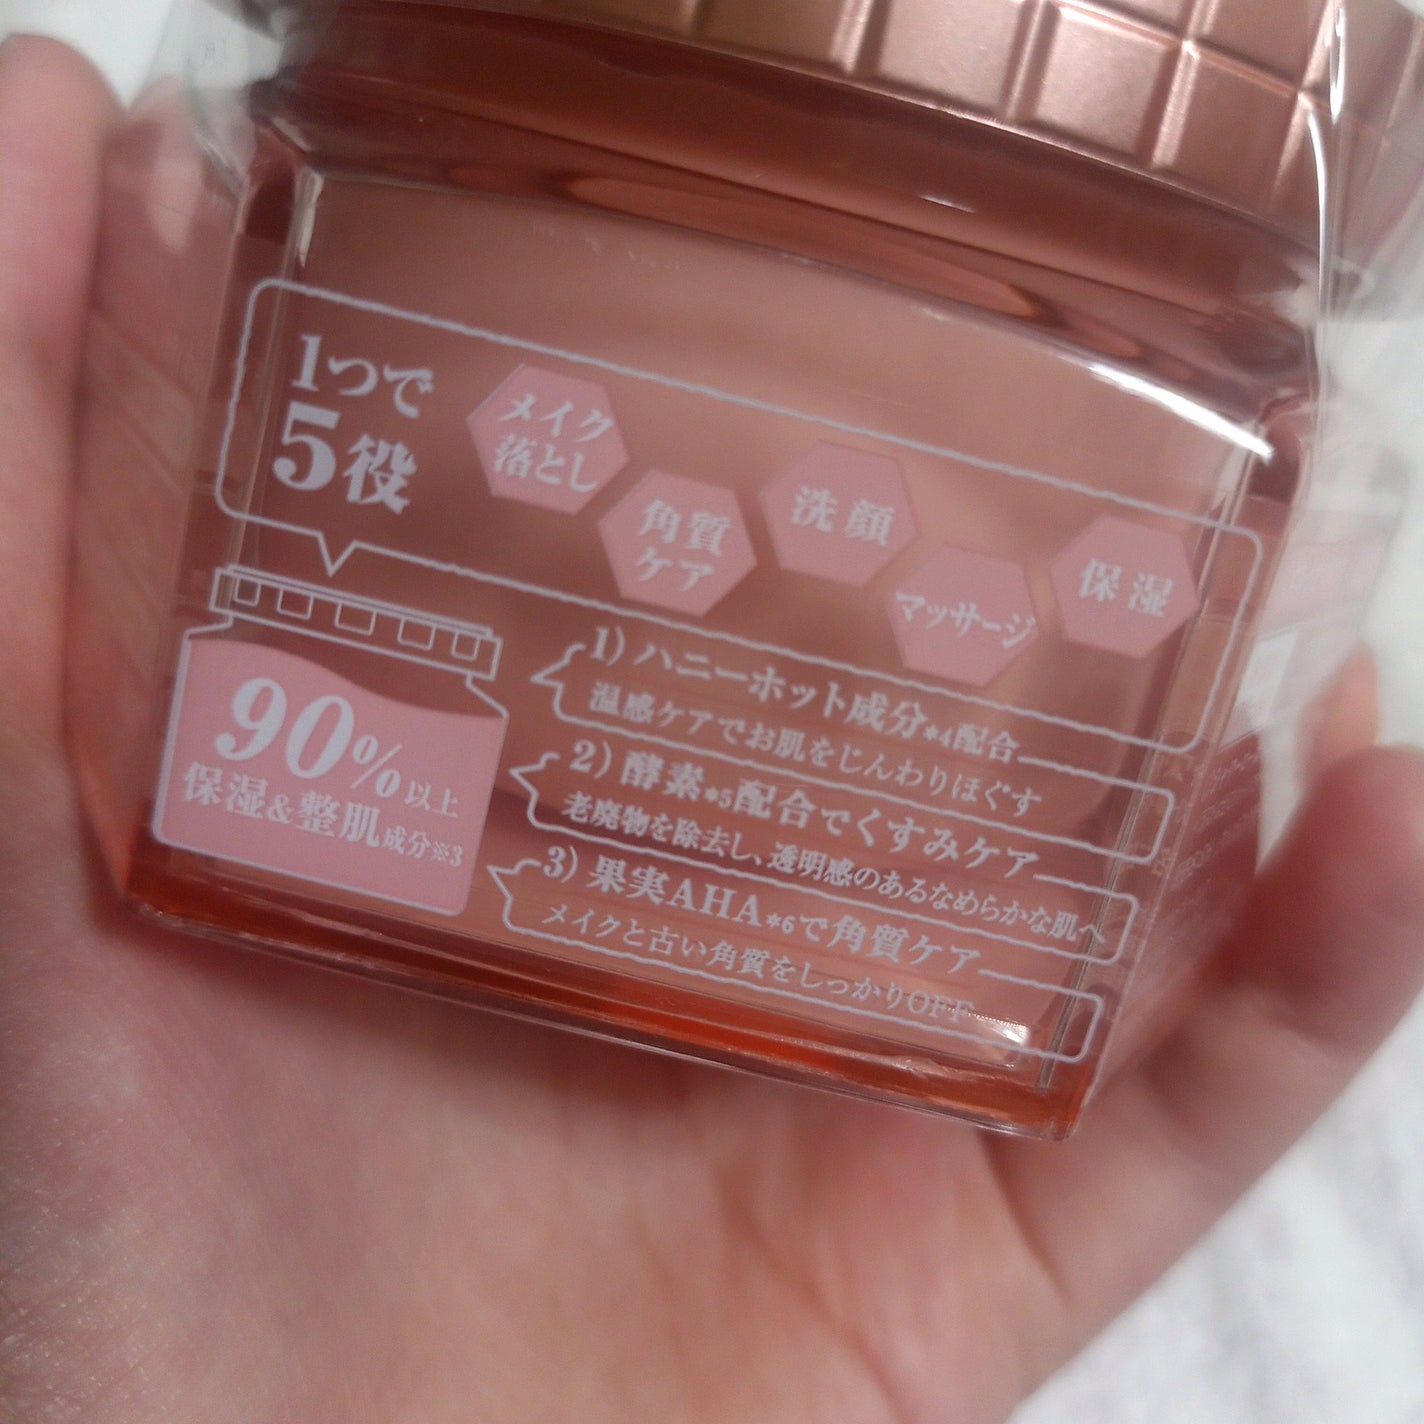 1つで
5役
メイク
落とし
角質
ケア
洗顔
マッサージ
保湿
90%以上
保湿&整肌成分※3
1) ハニーホット成分*4配合
温感ケアでお肌をじんわりほぐす
2) 酵素*5配合でくすみケア
老廃物を除去し、透明感のあるなめらかな肌へ
3) 果実AHA*6で角質ケア
メイクと古い角質をしっかりOFF